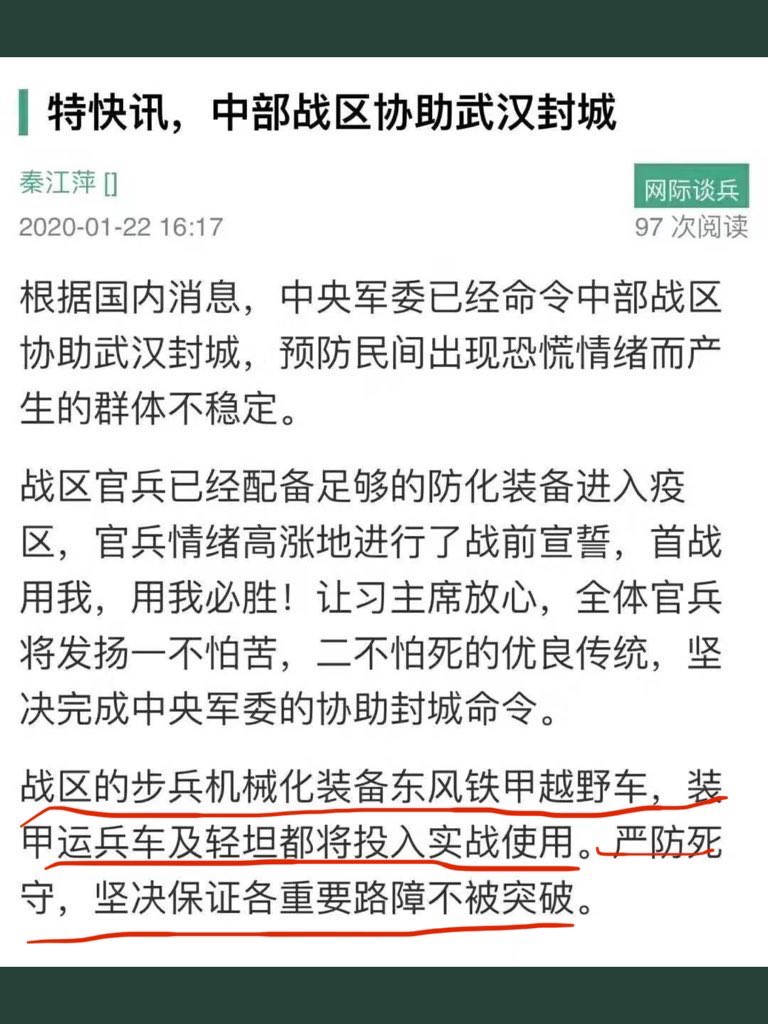 特快讯，中部战区协助武汉封城
秦江萍 []
网际谈兵
2020-01-22 16:17
97 次阅读
根据国内消息，中央军委已经命令中部战区
协助武汉封城，预防民间出现恐慌情绪而产
生的群体不稳定。
战区官兵已经配备足够的防化装备进入疫
区，官兵情绪高涨地进行了战前宣誓，首战
用我，用我必胜！让习主席放心，全体官兵
将发扬一不怕苦，二不怕死的优良传统，坚
决完成中央军委的协助封城命令。
战区的步兵机械化装备东风铁甲越野车，装
甲运兵车及轻坦都将投入实战使用。严防死
守，坚决保证各重要路障不被突破。